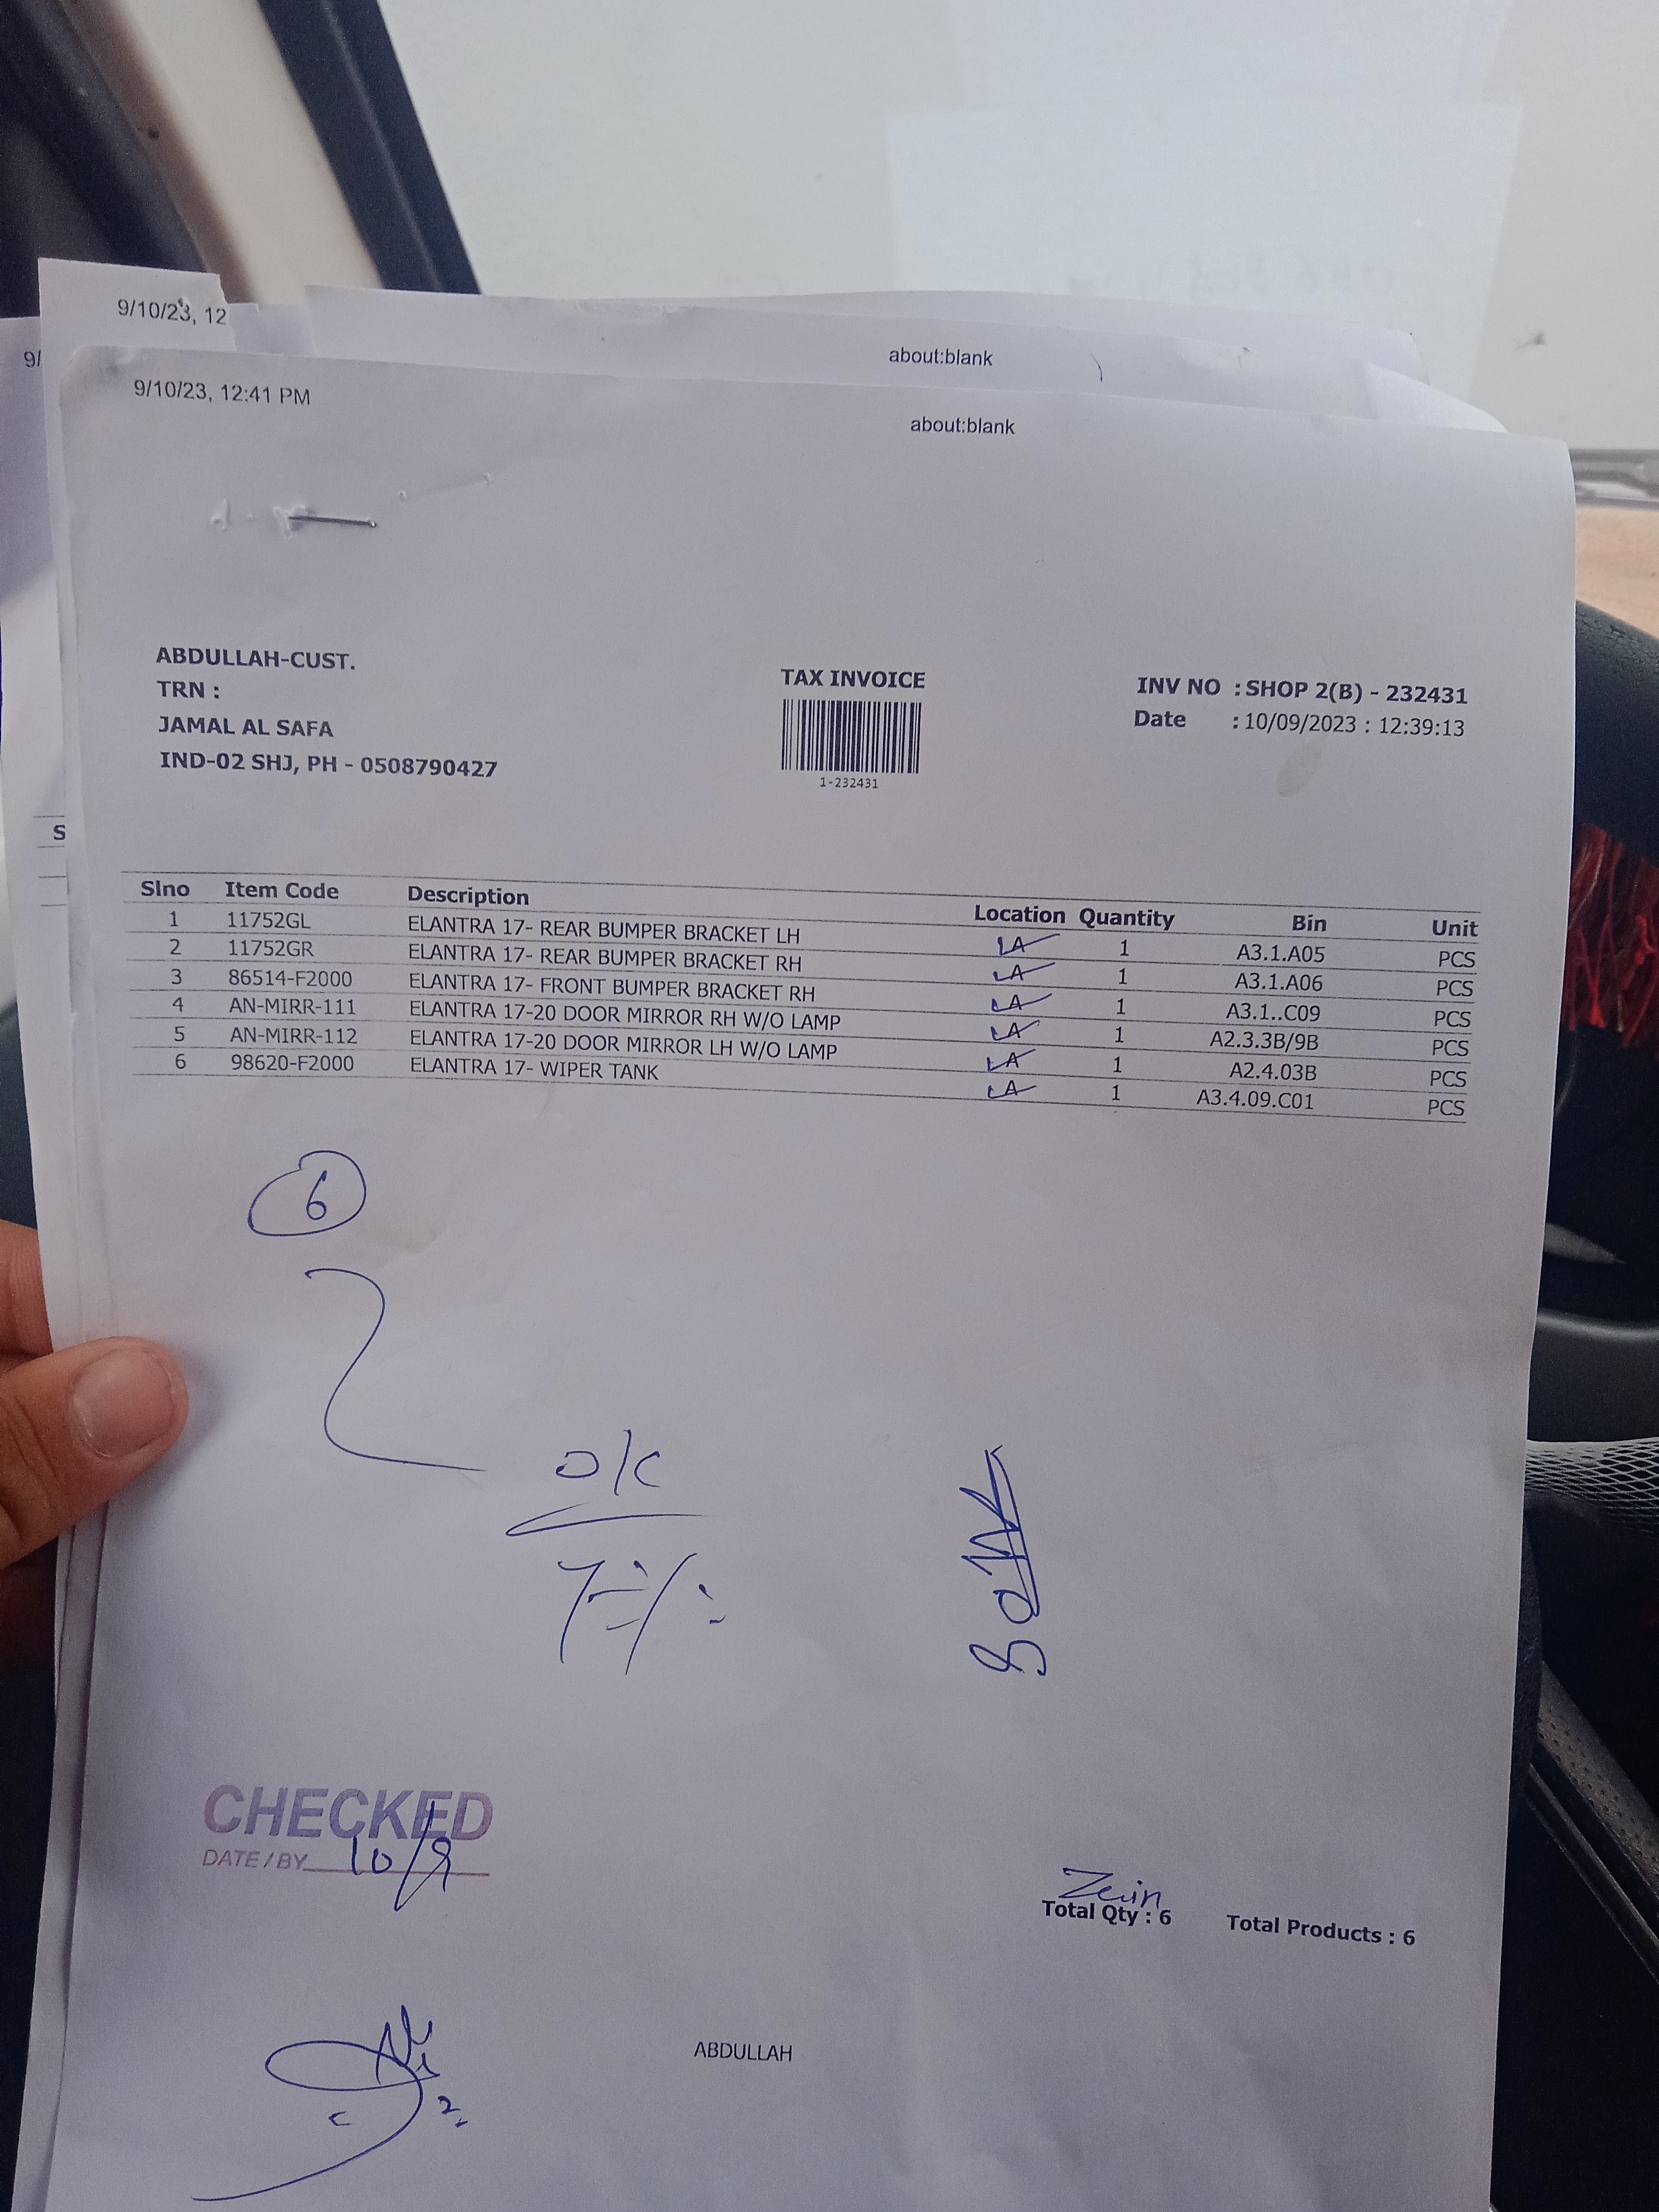 9/10/23, 12
about:blank
9/
9/10/23, 12:41 PM
about:blank
ABDULLAH-CUST.
TRN :
JAMAL AL SAFA
IND-02 SHJ, PH - 0508790427
TAX INVOICE
1-232431
INV NO : SHOP 2(B) - 232431
Date : 10/09/2023 : 12:39:13
S
Slno Item Code Description Location Quantity Bin Unit
1 11752GL ELANTRA 17- REAR BUMPER BRACKET LH LA 1 A3.1.A05 PCS
2 11752GR ELANTRA 17- REAR BUMPER BRACKET RH LA 1 A3.1.A06 PCS
3 86514-F2000 ELANTRA 17- FRONT BUMPER BRACKET RH LA 1 A3.1..C09 PCS
4 AN-MIRR-111 ELANTRA 17-20 DOOR MIRROR RH W/O LAMP LA 1 A2.3.3B/9B PCS
5 AN-MIRR-112 ELANTRA 17-20 DOOR MIRROR LH W/O LAMP LA 1 A2.4.03B PCS
6 98620-F2000 ELANTRA 17- WIPER TANK LA 1 A3.4.09.C01 PCS
6
O/C
CHECKED
DATE/BY 10/9
Zein
Total Qty : 6 Total Products : 6
ABDULLAH